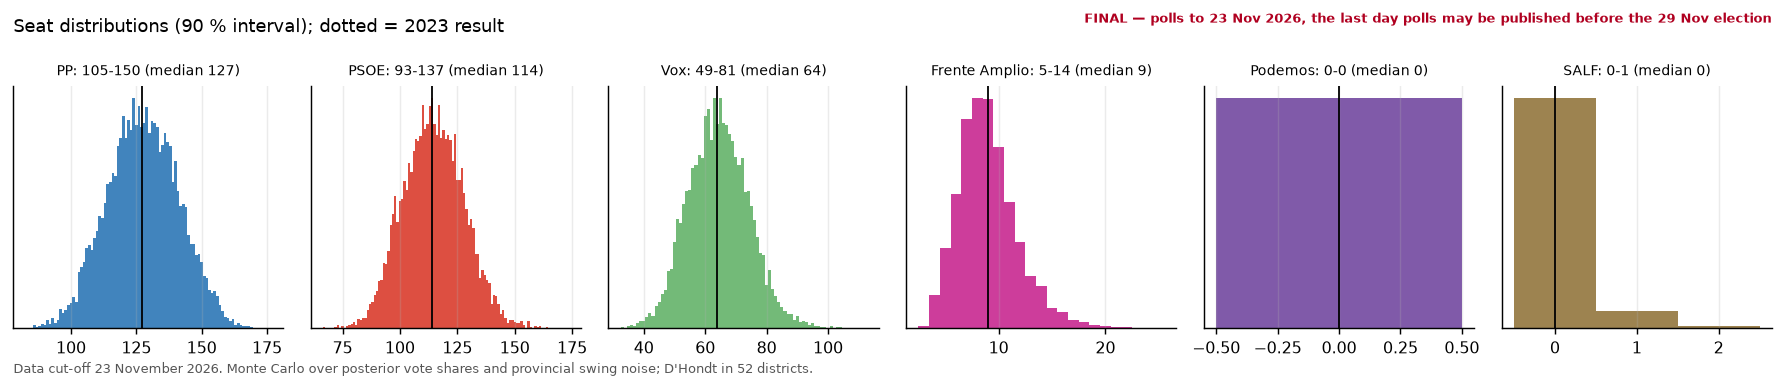 Seat distributions (90 % interval); dotted = 2023 result
FINAL — polls to 23 Nov 2026, the last day polls may be published before the 29 Nov election
PP: 105-150 (median 127)
PSOE: 93-137 (median 114)
Vox: 49-81 (median 64)
Frente Amplio: 5-14 (median 9)
Podemos: 0-0 (median 0)
SALF: 0-1 (median 0)
100 125 150 175
75 100 125 150 175
40 60 80 100
10 20
−0.50 −0.25 0.00 0.25 0.50
0 1 2
Data cut-off 23 November 2026. Monte Carlo over posterior vote shares and provincial swing noise; D'Hondt in 52 districts.